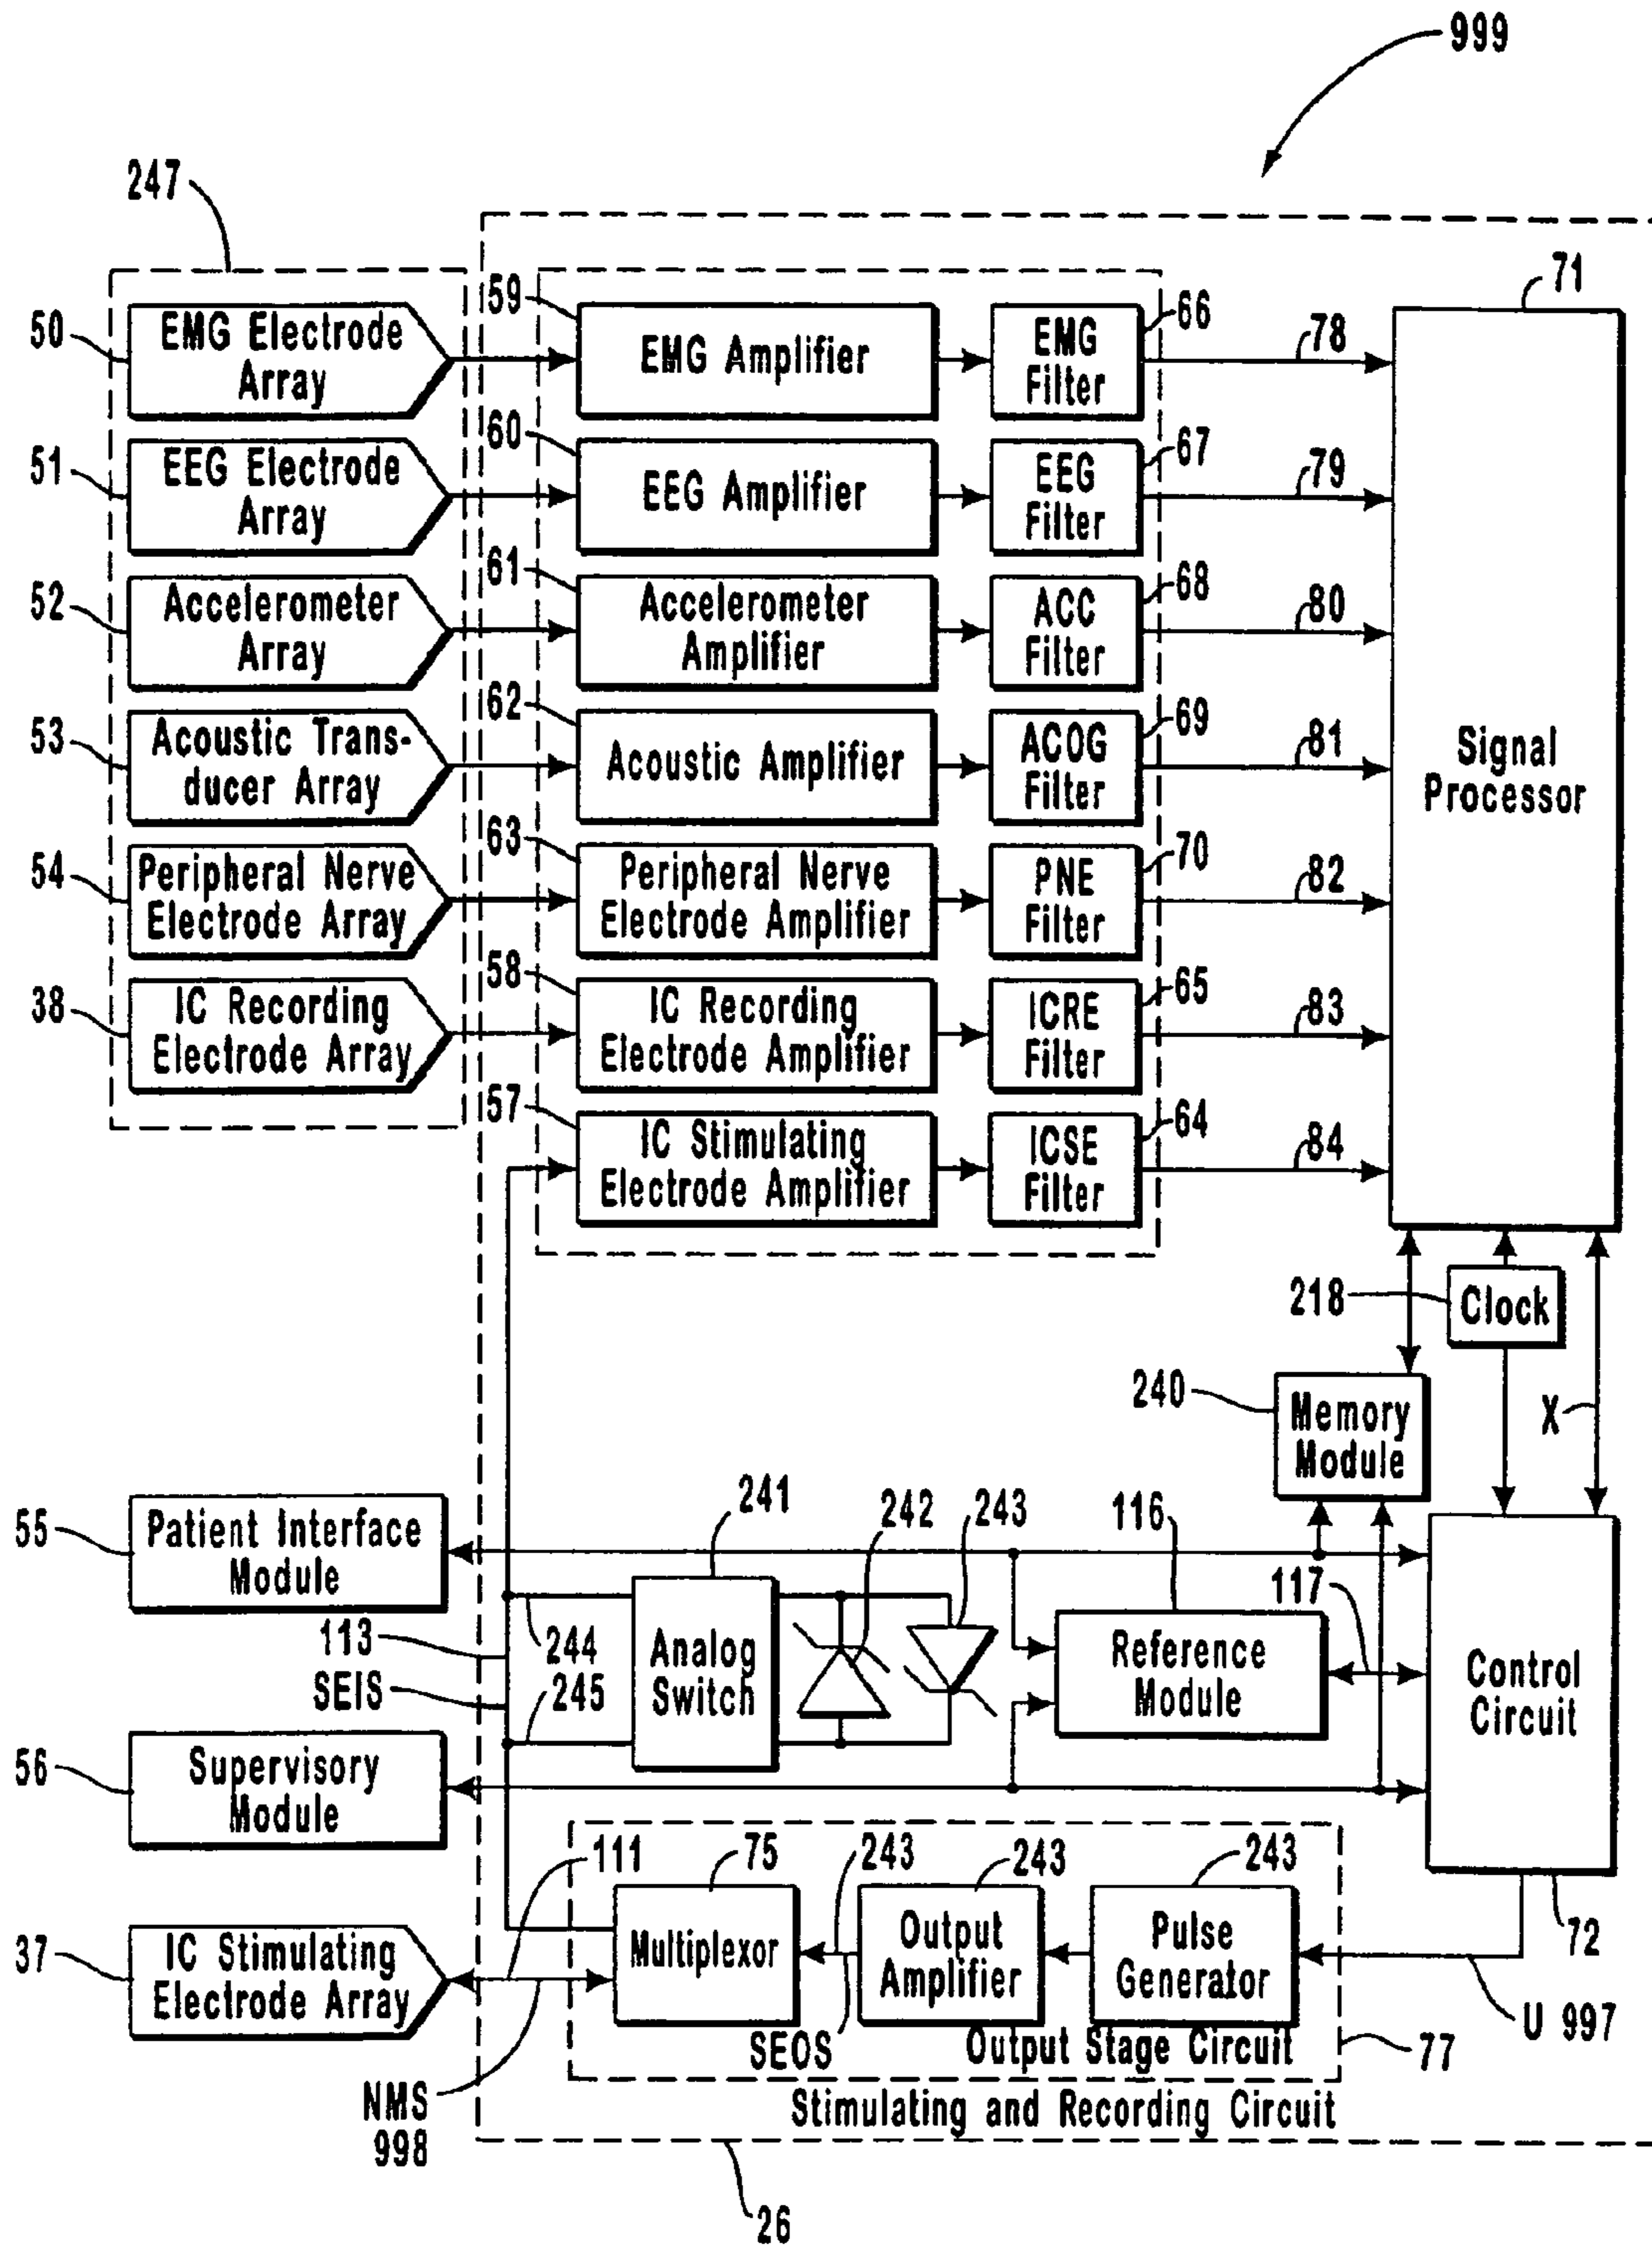 999
247
50
EMG Electrode
Array
59
EMG Amplifier
EMG
Filter
66
78
71
51
EEG Electrode
Array
60
EEG Amplifier
EEG
Filter
67
79
52
Accelerometer
Array
61
Accelerometer
Amplifier
ACC
Filter
68
80
53
Acoustic Trans-
ducer Array
62
Acoustic Amplifier
ACOG
Filter
69
81
Signal
Processor
54
Peripheral Nerve
Electrode Array
63
Peripheral Nerve
Electrode Amplifier
PNE
Filter
70
82
38
IC Recording
Electrode Array
58
IC Recording
Electrode Amplifier
ICRE
Filter
65
83
57
IC Stimulating
Electrode Amplifier
ICSE
Filter
64
84
218
Clock
240
Memory
Module
X
55
Patient Interface
Module
241
242
243
116
117
113
SEIS
244
245
Analog
Switch
Reference
Module
Control
Circuit
56
Supervisory
Module
111
75
243
243
243
72
37
IC Stimulating
Electrode Array
Multiplexor
Output
Amplifier
Pulse
Generator
U 997
SEOS
Output Stage Circuit
77
NMS
998
Stimulating and Recording Circuit
26